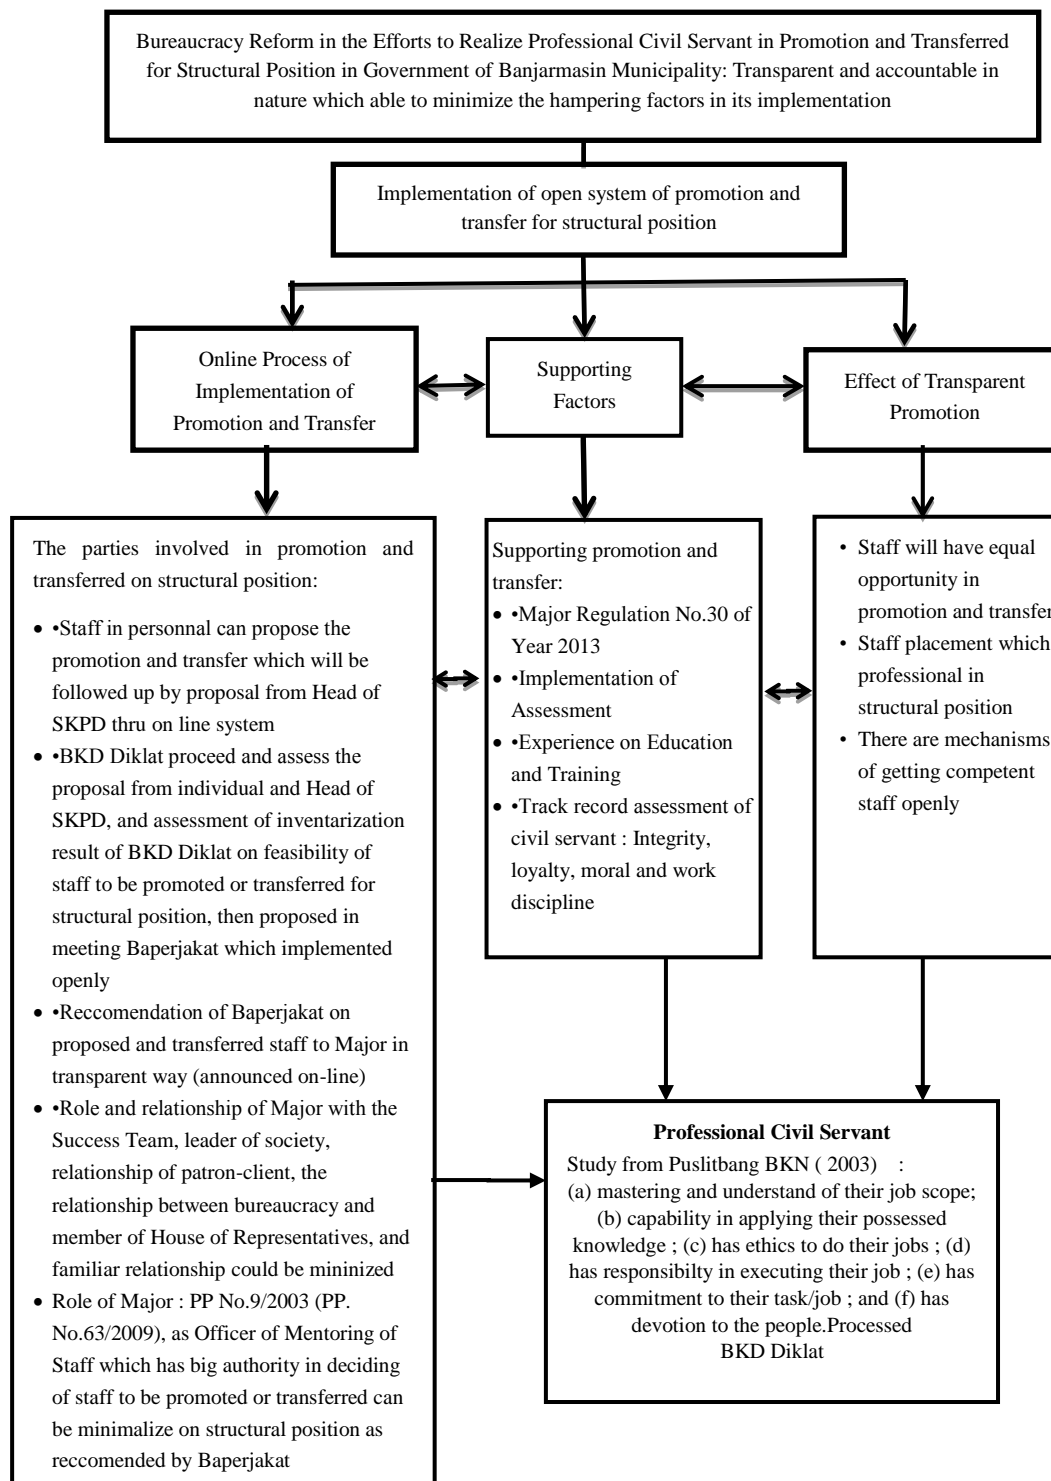 Bureaucracy Reform in the Efforts to Realize Professional Civil Servant in Promotion and Transferred
for Structural Position in Government of Banjarmasin Municipality: Transparent and accountable in
nature which able to minimize the hampering factors in its implementation
Implementation of open system of promotion and
transfer for structural position
Online Process of
Implementation of
Promotion and Transfer
Supporting
Factors
Effect of Transparent
Promotion
The parties involved in promotion and
transferred on structural position:
• •Staff in personnal can propose the
promotion and transfer which will be
followed up by proposal from Head of
SKPD thru on line system
• •BKD Diklat proceed and assess the
proposal from individual and Head of
SKPD, and assessment of inventarization
result of BKD Diklat on feasibility of
staff to be promoted or transferred for
structural position, then proposed in
meeting Baperjakat which implemented
openly
• •Reccomendation of Baperjakat on
proposed and transferred staff to Major in
transparent way (announced on-line)
• •Role and relationship of Major with the
Success Team, leader of society,
relationship of patron-client, the
relationship between bureaucracy and
member of House of Representatives, and
familiar relationship could be mininized
• Role of Major : PP No.9/2003 (PP.
No.63/2009), as Officer of Mentoring of
Staff which has big authority in deciding
of staff to be promoted or transferred can
be minimalize on structural position as
reccomended by Baperjakat
Supporting promotion and
transfer:
• •Major Regulation No.30 of
Year 2013
• •Implementation of
Assessment
• •Experience on Education
and Training
• •Track record assessment of
civil servant : Integrity,
loyalty, moral and work
discipline
• Staff will have equal
opportunity in
promotion and transfer
• Staff placement which
professional in
structural position
• There are mechanisms
of getting competent
staff openly
Professional Civil Servant
Study from Puslitbang BKN ( 2003) :
(a) mastering and understand of their job scope;
(b) capability in applying their possessed
knowledge ; (c) has ethics to do their jobs ; (d)
has responsibilty in executing their job ; (e) has
commitment to their task/job ; and (f) has
devotion to the people.Processed
BKD Diklat